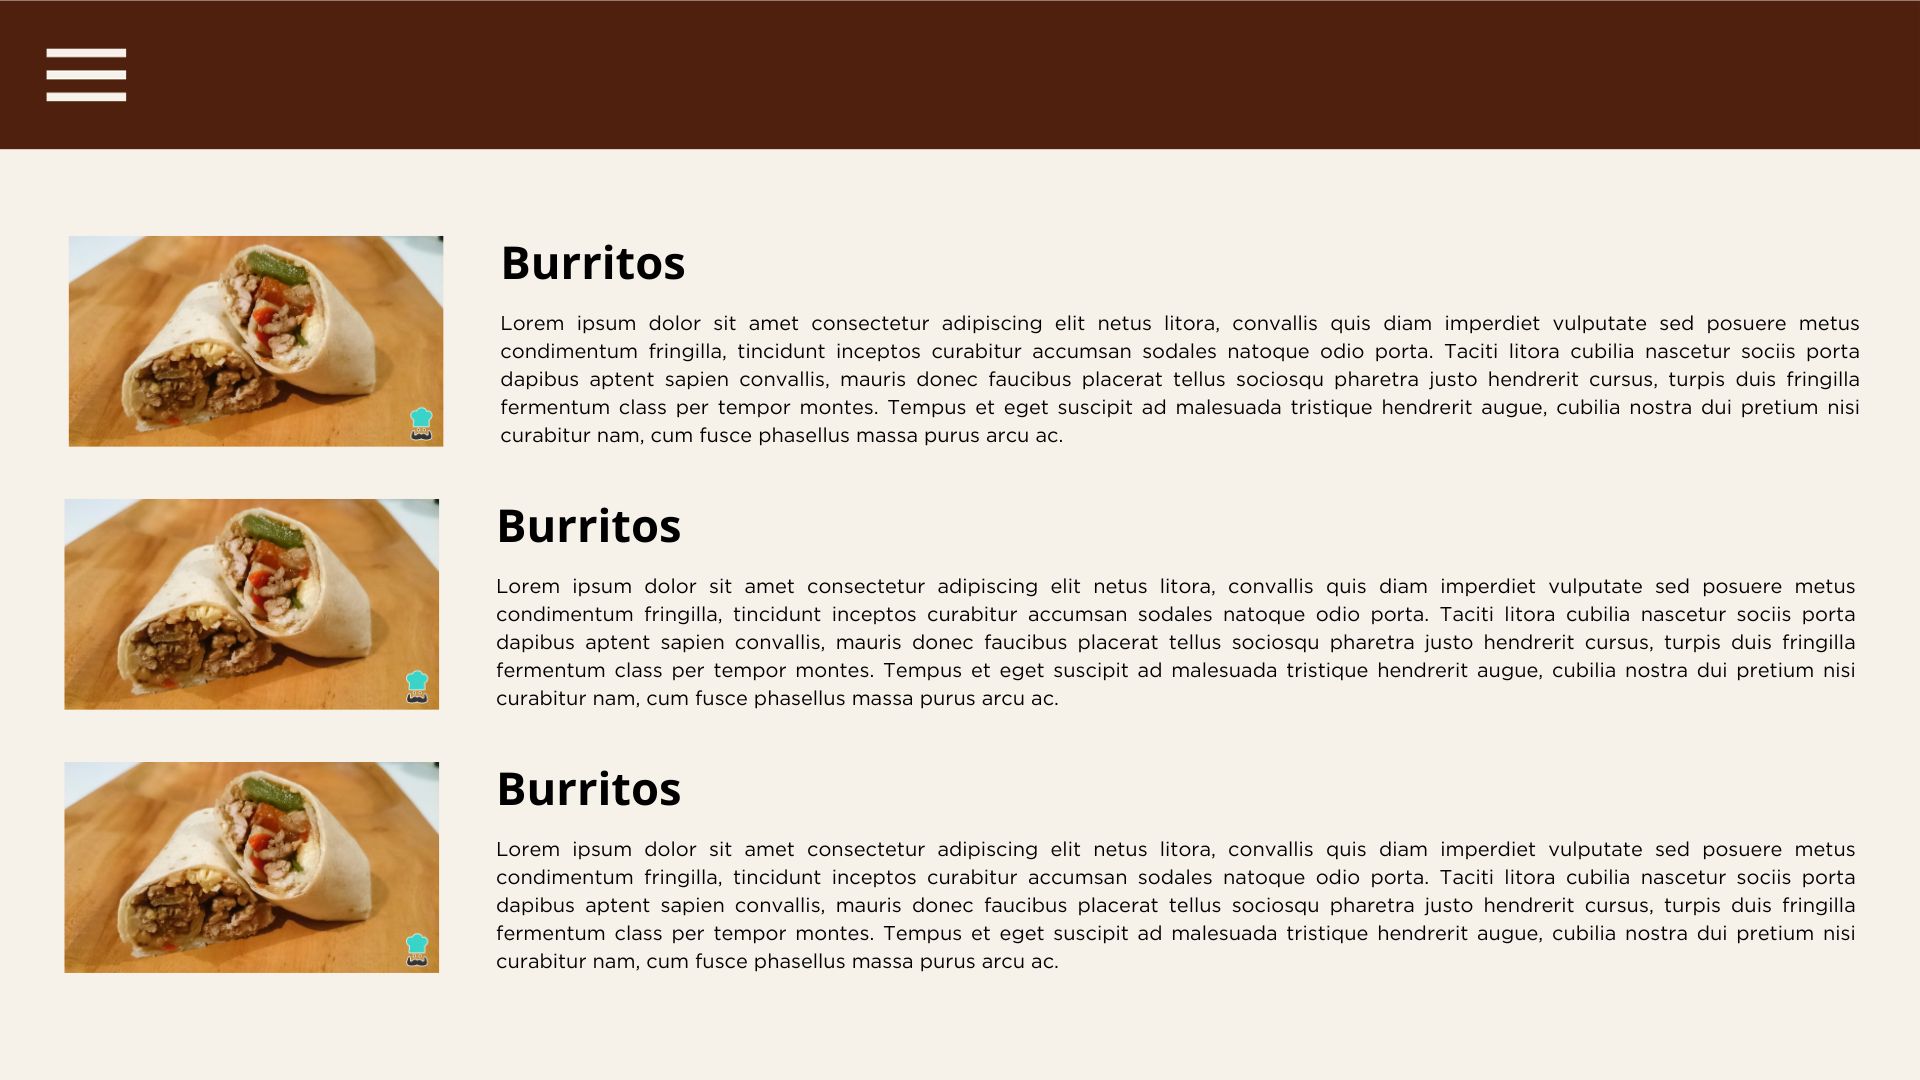 Burritos
Lorem ipsum dolor sit amet consectetur adipiscing elit netus litora, convallis quis diam imperdiet vulputate sed posuere metus
condimentum fringilla, tincidunt inceptos curabitur accumsan sodales natoque odio porta. Taciti litora cubilia nascetur sociis porta
dapibus aptent sapien convallis, mauris donec faucibus placerat tellus sociosqu pharetra justo hendrerit cursus, turpis duis fringilla
fermentum class per tempor montes. Tempus et eget suscipit ad malesuada tristique hendrerit augue, cubilia nostra dui pretium nisi
curabitur nam, cum fusce phasellus massa purus arcu ac.
Burritos
Lorem ipsum dolor sit amet consectetur adipiscing elit netus litora, convallis quis diam imperdiet vulputate sed posuere metus
condimentum fringilla, tincidunt inceptos curabitur accumsan sodales natoque odio porta. Taciti litora cubilia nascetur sociis porta
dapibus aptent sapien convallis, mauris donec faucibus placerat tellus sociosqu pharetra justo hendrerit cursus, turpis duis fringilla
fermentum class per tempor montes. Tempus et eget suscipit ad malesuada tristique hendrerit augue, cubilia nostra dui pretium nisi
curabitur nam, cum fusce phasellus massa purus arcu ac.
Burritos
Lorem ipsum dolor sit amet consectetur adipiscing elit netus litora, convallis quis diam imperdiet vulputate sed posuere metus
condimentum fringilla, tincidunt inceptos curabitur accumsan sodales natoque odio porta. Taciti litora cubilia nascetur sociis porta
dapibus aptent sapien convallis, mauris donec faucibus placerat tellus sociosqu pharetra justo hendrerit cursus, turpis duis fringilla
fermentum class per tempor montes. Tempus et eget suscipit ad malesuada tristique hendrerit augue, cubilia nostra dui pretium nisi
curabitur nam, cum fusce phasellus massa purus arcu ac.